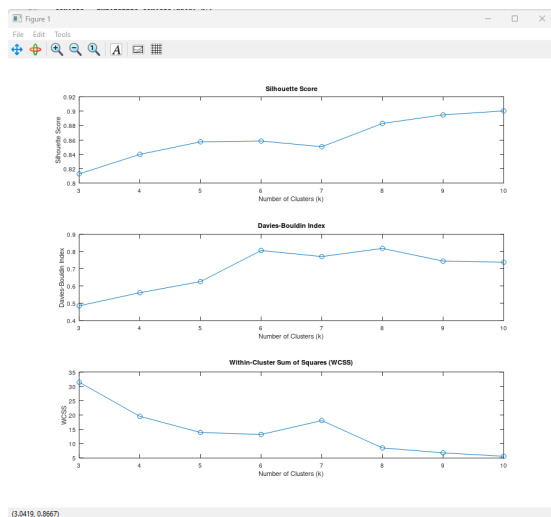 Figure 1
File Edit Tools
Silhouette Score
0.92
0.9
0.88
0.86
0.84
0.82
0.8
Silhouette Score
3 4 5 6 7 8 9 10
Number of Clusters (k)
Davies-Bouldin Index
0.9
0.8
0.7
0.6
0.5
0.4
Davies-Bouldin Index
3 4 5 6 7 8 9 10
Number of Clusters (k)
Within-Cluster Sum of Squares (WCSS)
35
30
25
20
15
10
5
WCSS
3 4 5 6 7 8 9 10
Number of Clusters (k)
(3.0419, 0.8667)